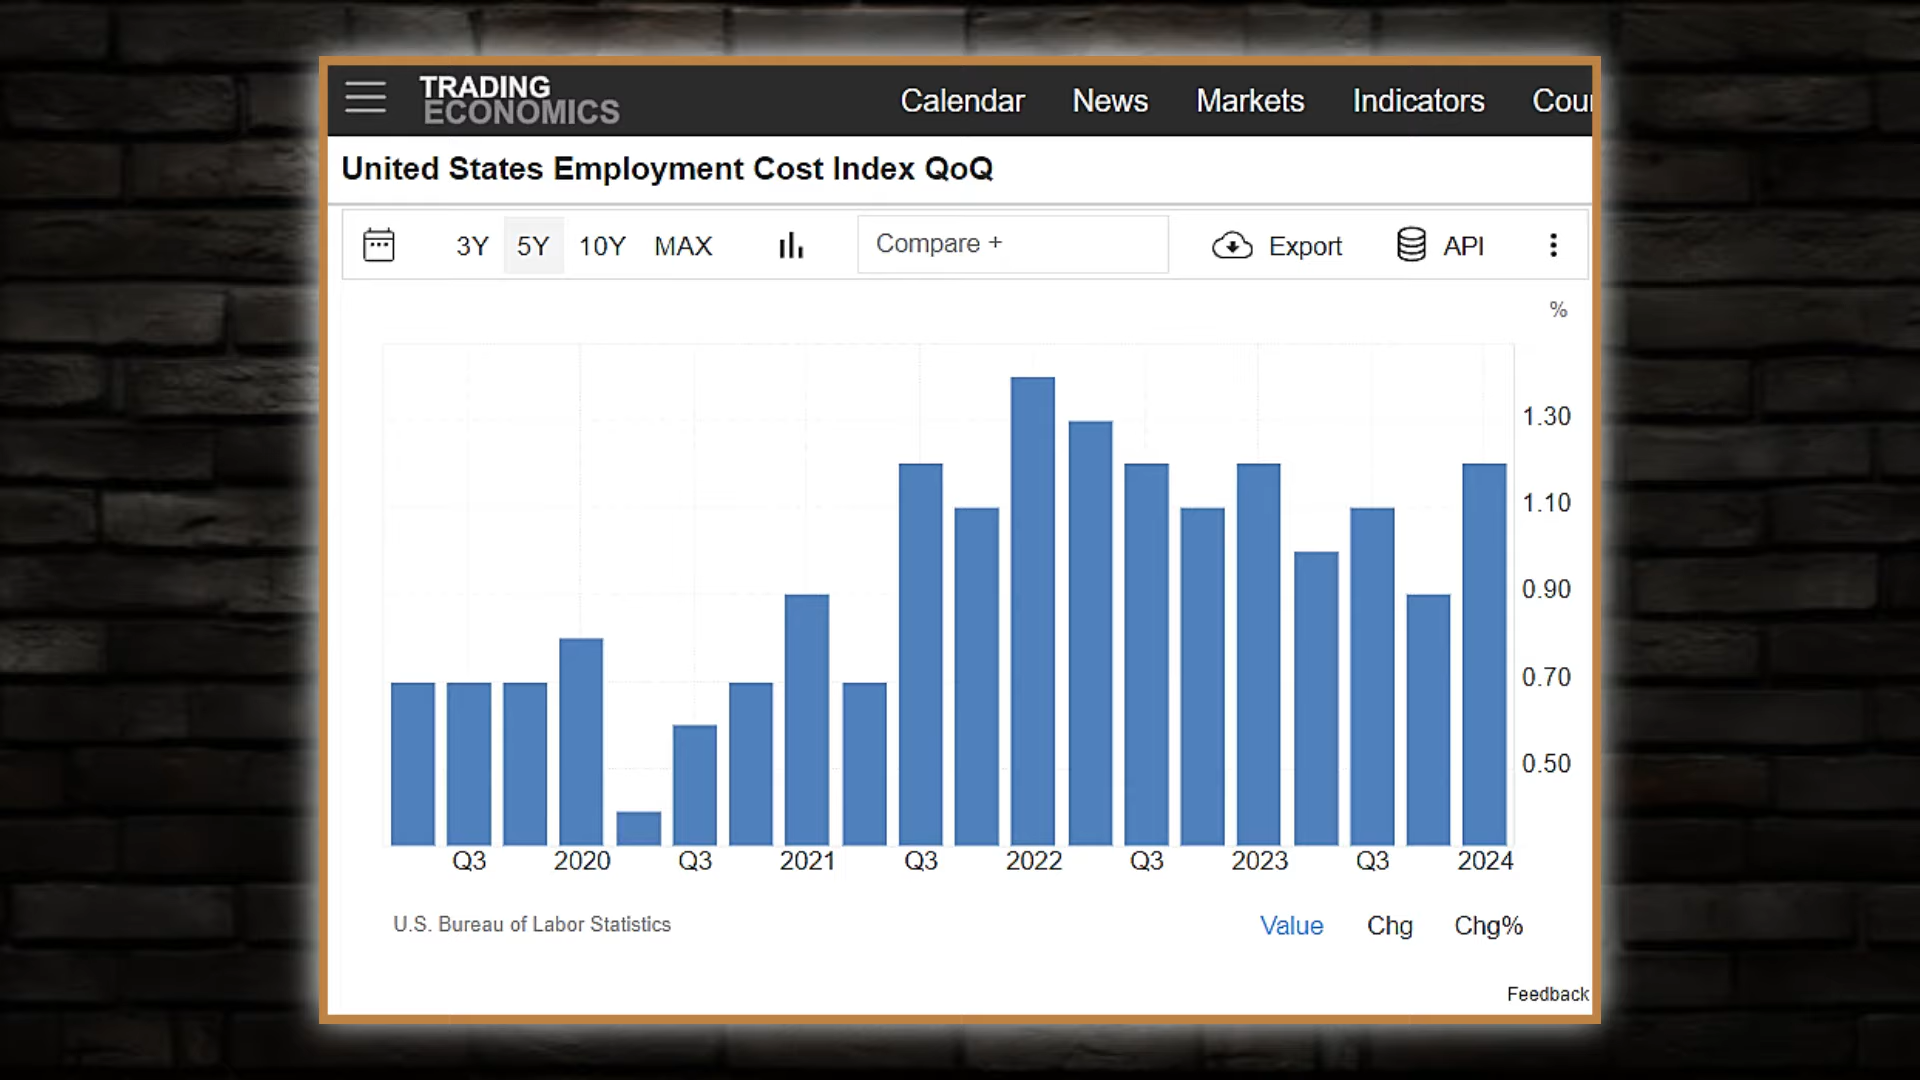 TRADING
ECONOMICS
Calendar News Markets Indicators Cour
United States Employment Cost Index QoQ
3Y 5Y 10Y MAX Compare + Export API
%
1.30
1.10
0.90
0.70
0.50
Q3 2020 Q3 2021 Q3 2022 Q3 2023 Q3 2024
U.S. Bureau of Labor Statistics
Value Chg Chg%
Feedback